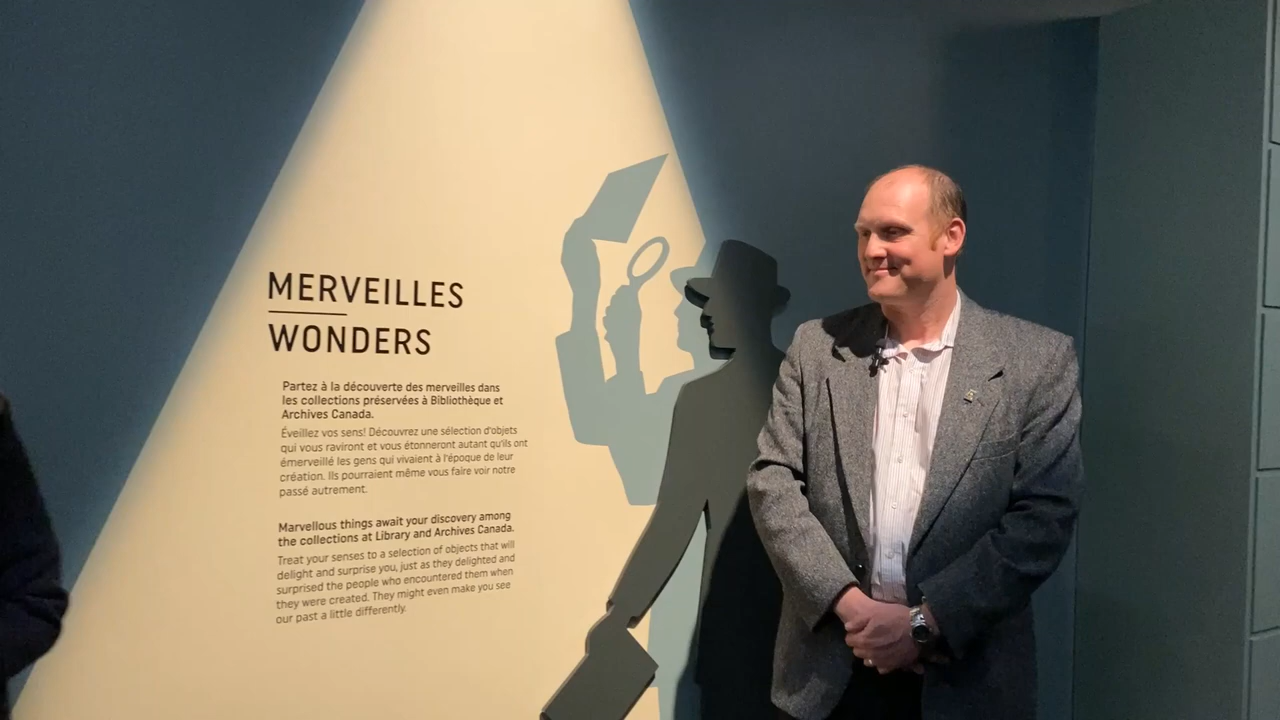 MERVEILLES
WONDERS
Partez à la découverte des merveilles dans
les collections préservées à Bibliothèque et
Archives Canada.
Éveillez vos sens! Découvrez une sélection d'objets
qui vous raviront et vous étonneront autant qu'ils ont
émerveillé les gens qui vivaient à l'époque de leur
création. Ils pourraient même vous faire voir notre
passé autrement.
Marvellous things await your discovery among
the collections at Library and Archives Canada.
Treat your senses to a selection of objects that will
delight and surprise you, just as they delighted and
surprised the people who encountered them when
they were created. They might even make you see
our past a little differently.